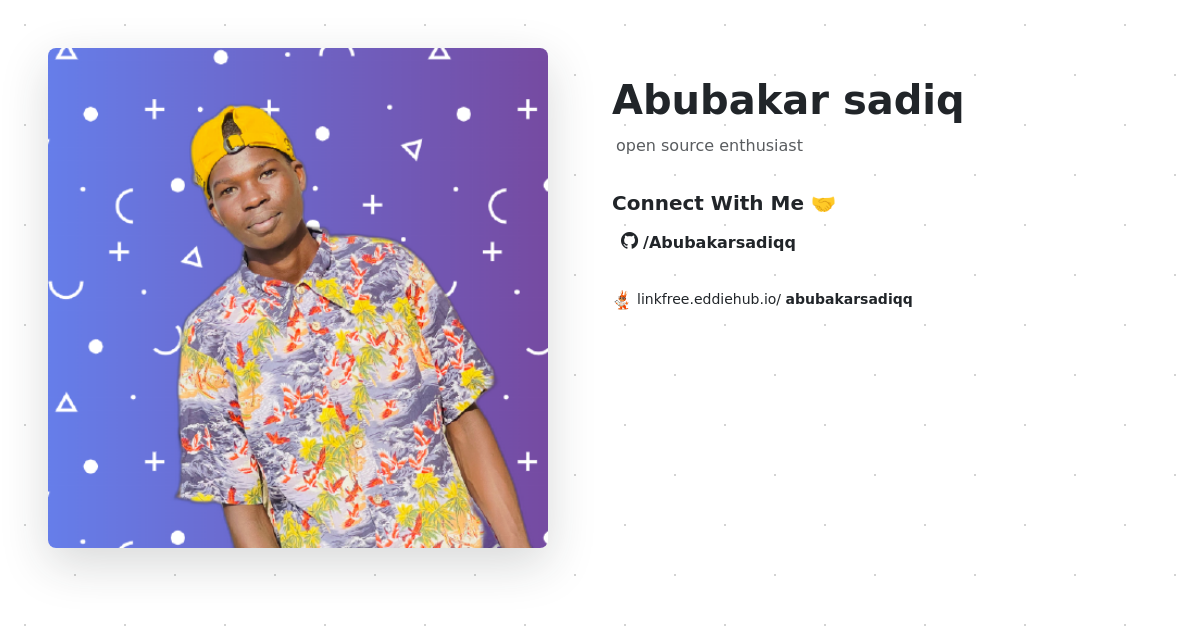 Abubakar sadiq
open source enthusiast
Connect With Me 🤝
/Abubakarsadiqq
linkfree.eddiehub.io/ abubakarsadiqq